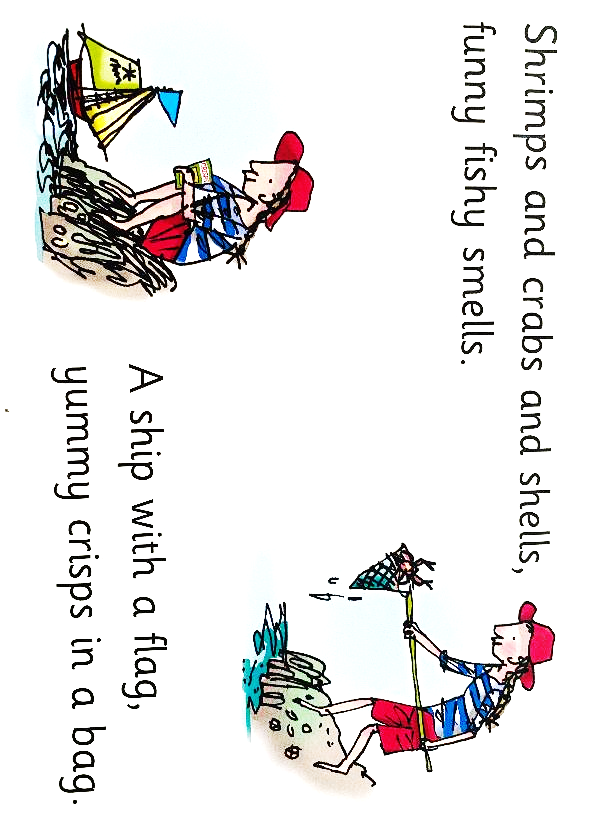 Shrimps and crabs and shells,
funny fishy smells.
A ship with a flag,
yummy crisps in a bag.